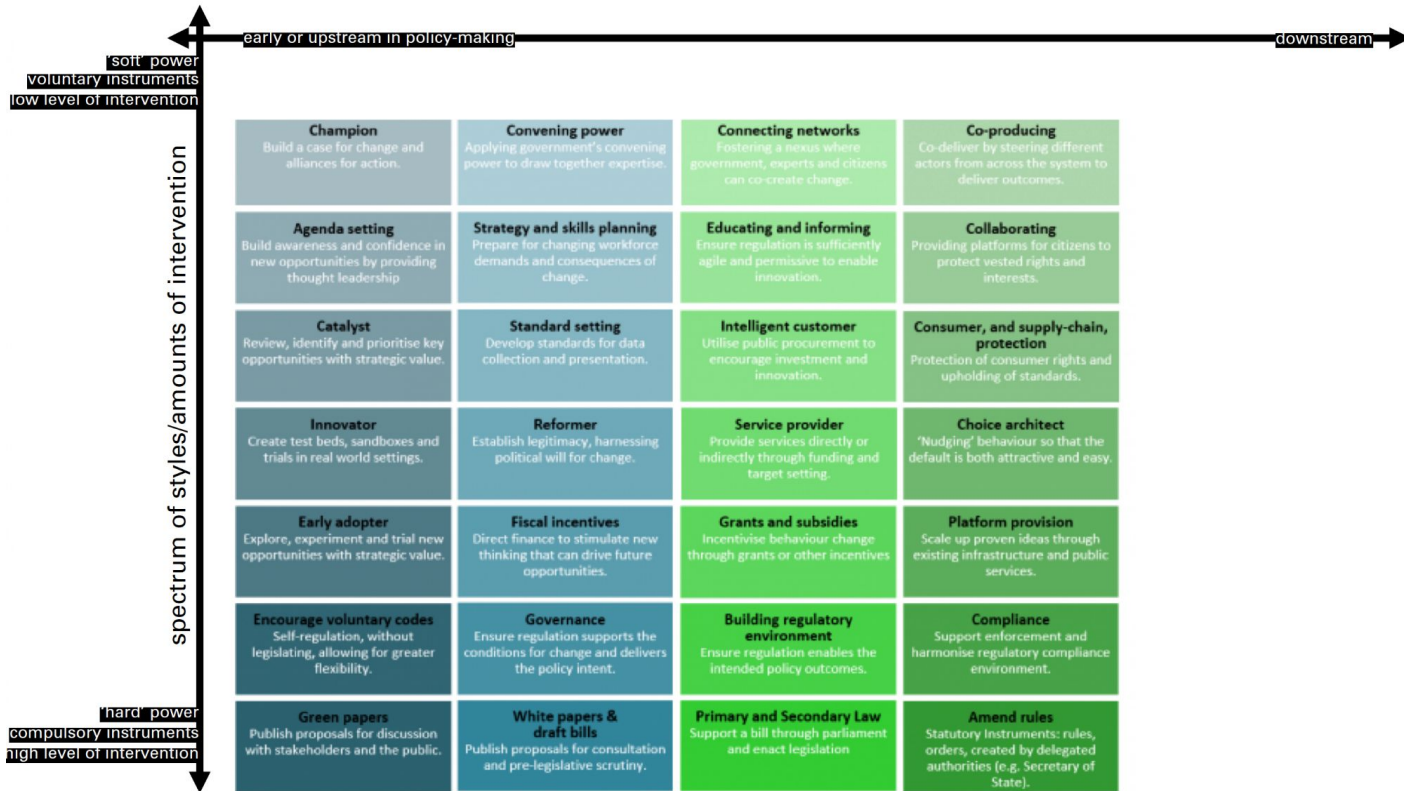 early or upstream in policy-making
downstream
'soft' power
voluntary instruments
low level of intervention
spectrum of styles/amounts of intervention
Champion
Build a case for change and
alliances for action.
Convening power
Applying government's convening
power to draw together expertise.
Connecting networks
Fostering a nexus where
government, experts and citizens
can co-create change.
Co-producing
Co-deliver by steering different
actors from across the system to
deliver outcomes.
Agenda setting
Build awareness and confidence in
new opportunities by providing
thought leadership
Strategy and skills planning
Prepare for changing workforce
demands and consequences of
change.
Educating and informing
Ensure regulation is sufficiently
agile and permissive to enable
innovation.
Collaborating
Providing platforms for citizens to
protect vested rights and
interests.
Catalyst
Review, identify and prioritise key
opportunities with strategic value.
Standard setting
Develop standards for data
collection and presentation.
Intelligent customer
Utilise public procurement to
encourage investment and
innovation.
Consumer, and supply-chain,
protection
Protection of consumer rights and
upholding of standards.
Innovator
Create test beds, sandboxes and
trials in real world settings.
Reformer
Establish legitimacy, harnessing
political will for change.
Service provider
Provide services directly or
indirectly through funding and
target setting.
Choice architect
'Nudging' behaviour so that the
default is both attractive and easy.
Early adopter
Explore, experiment and trial new
opportunities with strategic value.
Fiscal incentives
Direct finance to stimulate new
thinking that can drive future
opportunities.
Grants and subsidies
Incentivise behaviour change
through grants or other incentives
Platform provision
Scale up proven ideas through
existing infrastructure and public
services.
Encourage voluntary codes
Self-regulation, without
legislating, allowing for greater
flexibility.
Governance
Ensure regulation supports the
conditions for change and delivers
the policy intent.
Building regulatory
environment
Ensure regulation enables the
intended policy outcomes.
Compliance
Support enforcement and
harmonise regulatory compliance
environment.
'hard' power
compulsory instruments
high level of intervention
Green papers
Publish proposals for discussion
with stakeholders and the public.
White papers &
draft bills
Publish proposals for consultation
and pre-legislative scrutiny.
Primary and Secondary Law
Support a bill through parliament
and enact legislation
Amend rules
Statutory Instruments: rules,
orders, created by delegated
authorities (e.g. Secretary of
State).